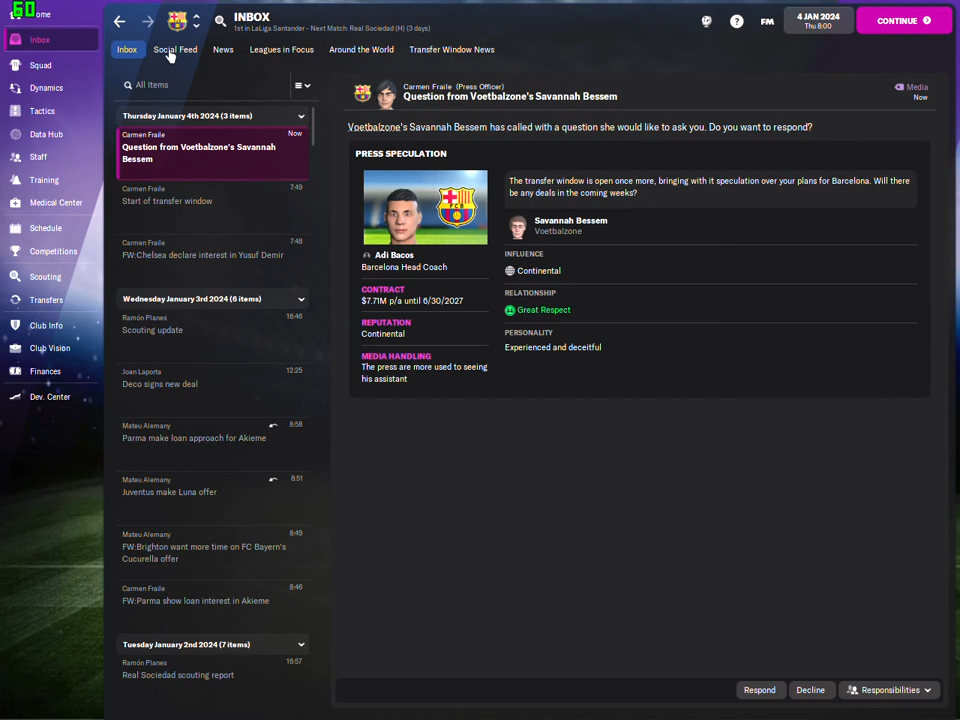 60
ome
INBOX
1st in LaLiga Santander - Next Match: Real Sociedad (H) (3 days)
?
FM
4 JAN 2024
Thu 8:00
CONTINUE
Inbox
Social Feed
News
Leagues in Focus
Around the World
Transfer Window News
Inbox
Squad
Dynamics
Tactics
Data Hub
Staff
Training
Medical Center
Schedule
Competitions
Scouting
Transfers
Club Info
Club Vision
Finances
Dev. Center
All Items
Thursday January 4th 2024 (3 items)
Carmen Fraile
Now
Question from Voetbalzone's Savannah
Bessem
Carmen Fraile
7:49
Start of transfer window
Carmen Fraile
7:48
FW:Chelsea declare interest in Yusuf Demir
Wednesday January 3rd 2024 (6 items)
Ramón Planes
16:46
Scouting update
Joan Laporta
12:25
Deco signs new deal
Mateu Alemany
8:58
Parma make loan approach for Akieme
Mateu Alemany
8:51
Juventus make Luna offer
Mateu Alemany
8:49
FW:Brighton want more time on FC Bayern's
Cucurella offer
Carmen Fraile
8:46
FW:Parma show loan interest in Akieme
Tuesday January 2nd 2024 (7 items)
Ramón Planes
16:57
Real Sociedad scouting report
Carmen Fraile (Press Officer)
Question from Voetbalzone's Savannah Bessem
Media
Now
Voetbalzone's Savannah Bessem has called with a question she would like to ask you. Do you want to respond?
PRESS SPECULATION
Adi Bacos
Barcelona Head Coach
CONTRACT
$7.71M p/a until 6/30/2027
REPUTATION
Continental
MEDIA HANDLING
The press are more used to seeing
his assistant
The transfer window is open once more, bringing with it speculation over your plans for Barcelona. Will there
be any deals in the coming weeks?
Savannah Bessem
Voetbalzone
INFLUENCE
Continental
RELATIONSHIP
Great Respect
PERSONALITY
Experienced and deceitful
Respond
Decline
Responsibilities